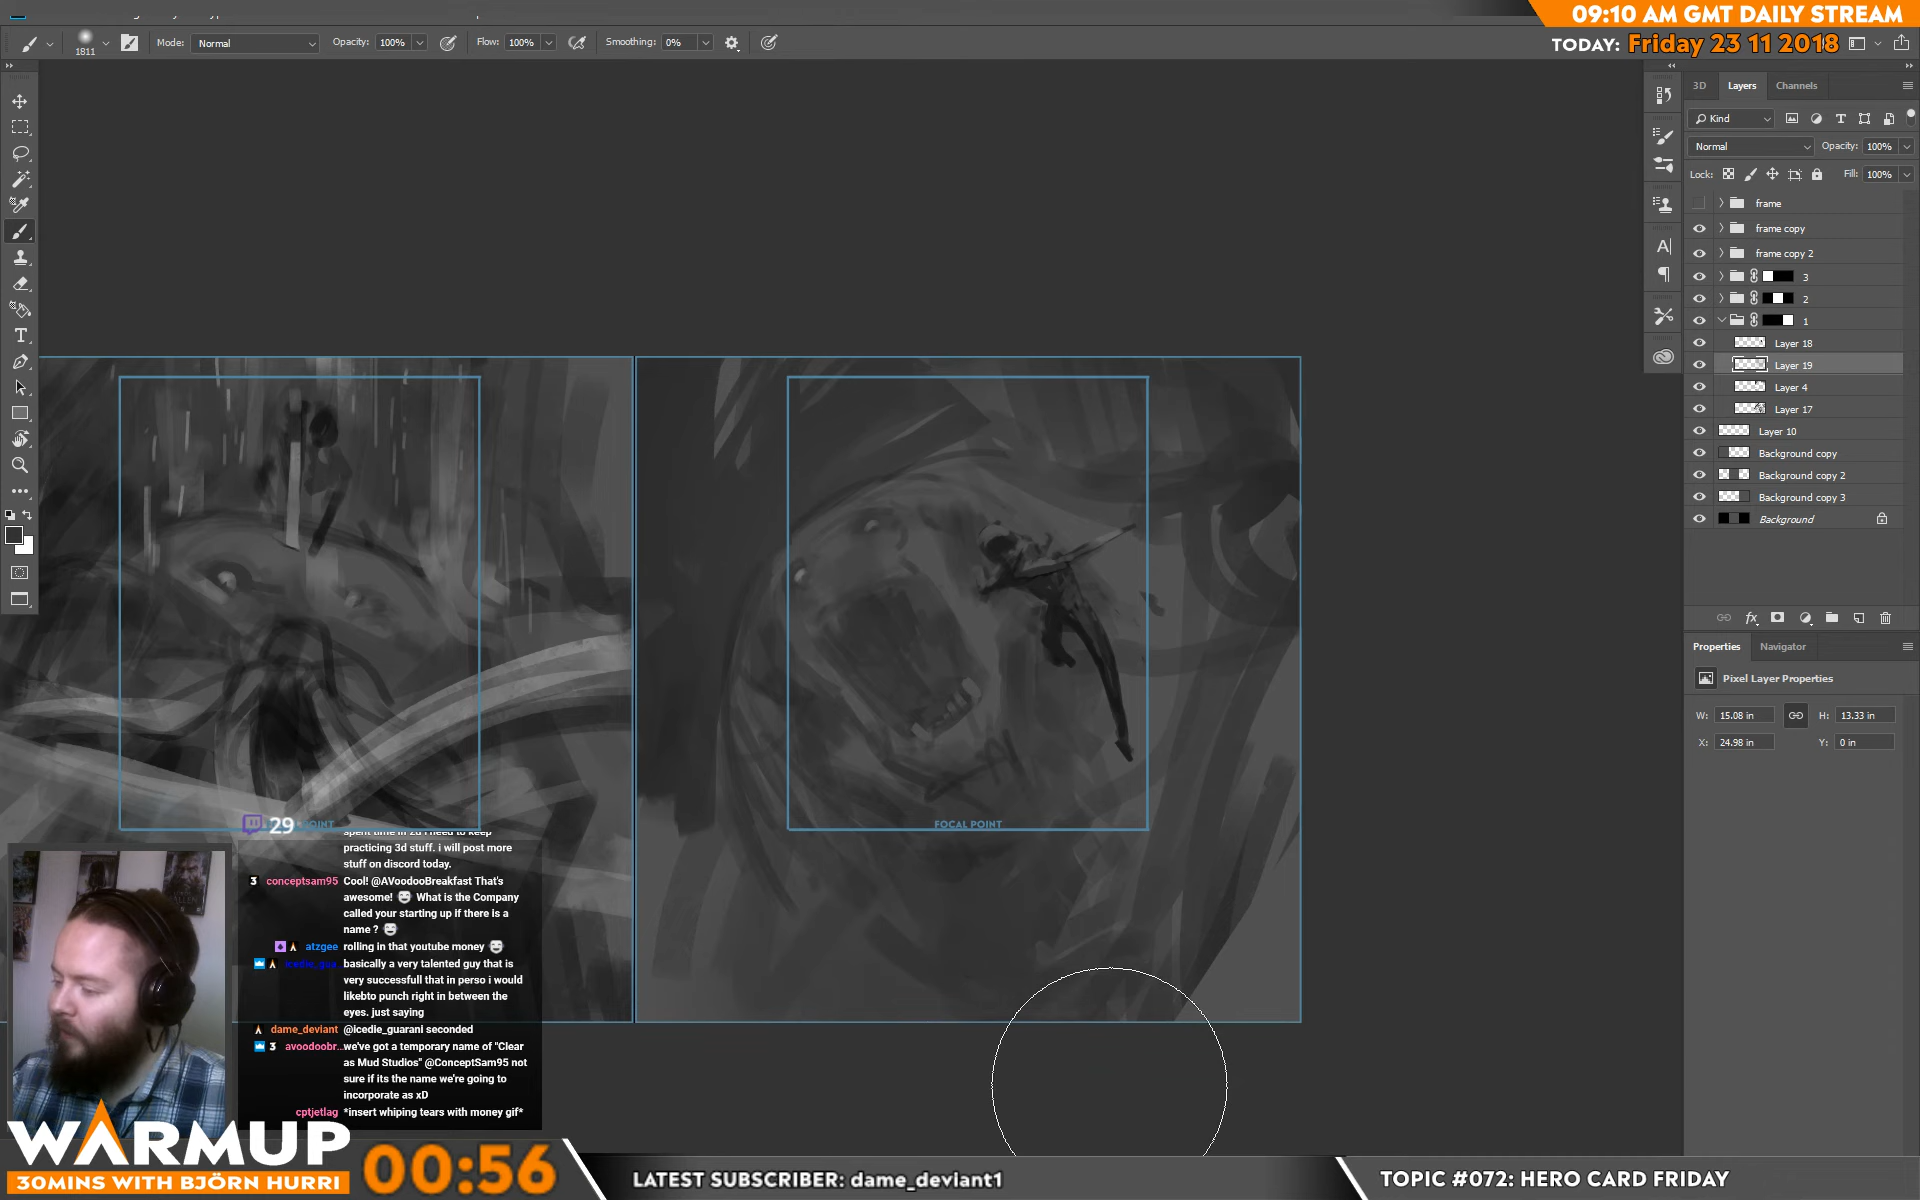 09:10 AM GMT DAILY STREAM
TODAY: Friday 23 11 2018
1811
Mode: Normal
Opacity: 100%
Flow: 100%
Smoothing: 0%
3D Layers Channels
Kind
Normal Opacity: 100%
Lock: Fill: 100%
frame
frame copy
frame copy 2
3
2
1
Layer 18
Layer 19
Layer 4
Layer 17
Layer 10
Background copy
Background copy 2
Background copy 3
Background
Properties Navigator
Pixel Layer Properties
W: 15.08 in H: 13.33 in
X: 24.98 in Y: 0 in
FOCAL POINT
29
practicing 3d stuff. i will post more
stuff on discord today.
3 conceptsam95 Cool! @AVoodooBreakfast That's
awesome! What is the Company
called your starting up if there is a
name ?
atzgee rolling in that youtube money
basically a very talented guy that is
very successfull that in perso i would
likebto punch right in between the
eyes. just saying
dame_deviant @icedie_guarani seconded
3 avoodoobr... we've got a temporary name of "Clear
as Mud Studios" @ConceptSam95 not
sure if its the name we're going to
incorporate as xD
cptjetlag *insert whiping tears with money gif*
WARMUP
30MINS WITH BJÖRN HURRI
00:56
LATEST SUBSCRIBER: dame_deviant1
TOPIC #072: HERO CARD FRIDAY